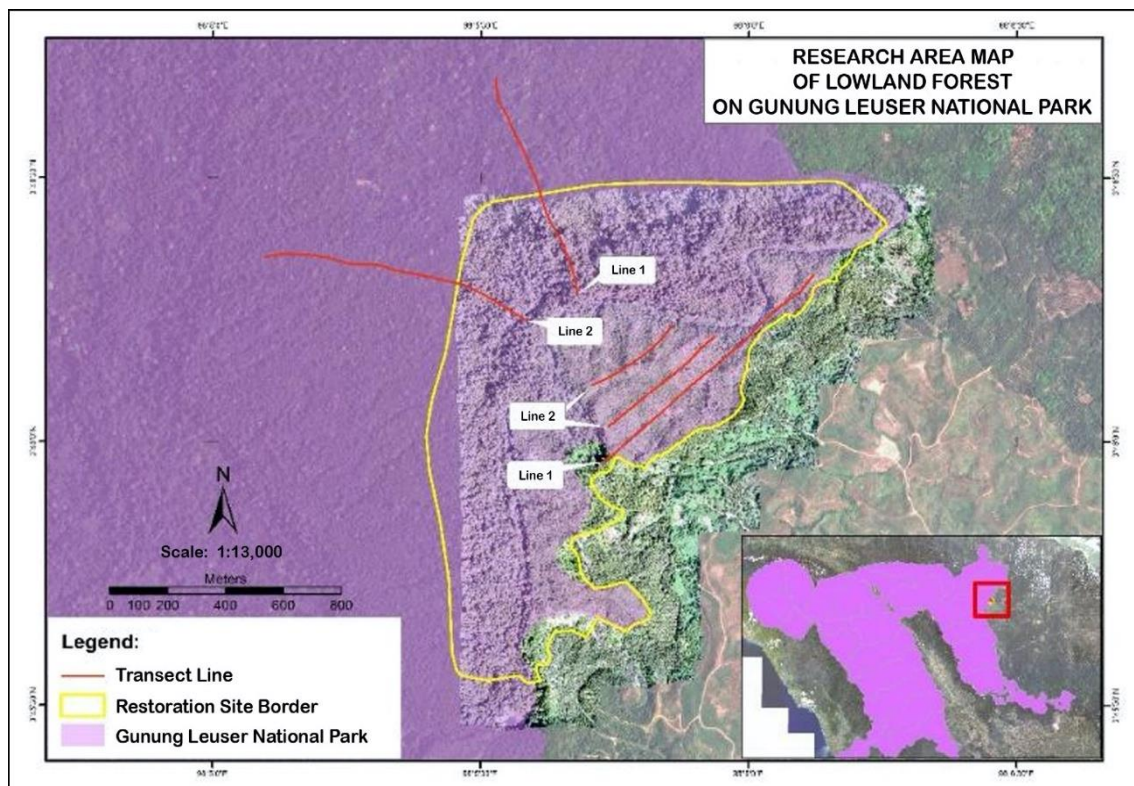 RESEARCH AREA MAP
OF LOWLAND FOREST
ON GUNUNG LEUSER NATIONAL PARK
Line 1
Line 2
Line 2
Line 1
N
Scale: 1:13,000
Meters
0 100 200 400 600 800
Legend:
Transect Line
Restoration Site Border
Gunung Leuser National Park